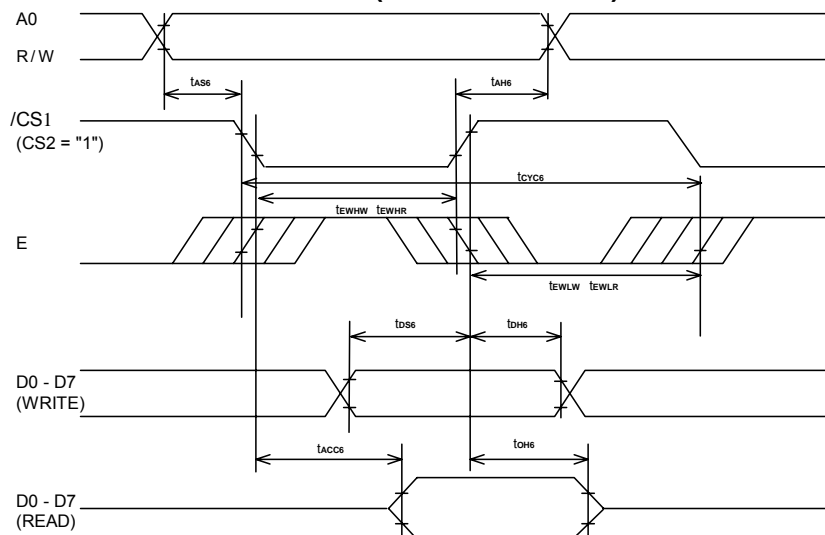 A0
R/W
tAS6 tAH6
/CS1
(CS2 = "1")
tCYC6
tEWHW tEWHR
E
tEWLW tEWLR
tDS6 tDH6
D0 - D7
(WRITE)
tACC6 tOH6
D0 - D7
(READ)